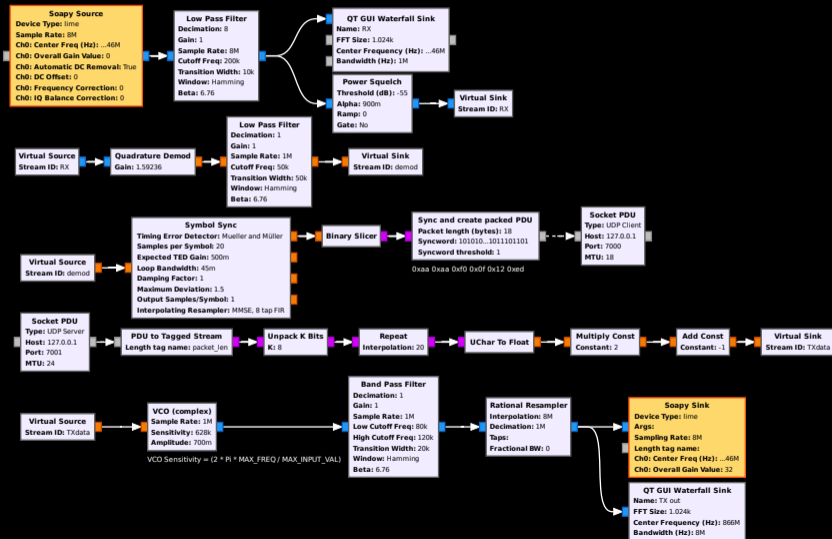 Soapy Source
Device Type: lime
Sample Rate: 8M
Ch0: Center Freq (Hz): ...46M
Ch0: Overall Gain Value: 0
Ch0: Automatic DC Removal: True
Ch0: DC Offset: 0
Ch0: Frequency Correction: 0
Ch0: IQ Balance Correction: 0
Low Pass Filter
Decimation: 8
Gain: 1
Sample Rate: 8M
Cutoff Freq: 200k
Transition Width: 10k
Window: Hamming
Beta: 6.76
QT GUI Waterfall Sink
Name: RX
FFT Size: 1.024k
Center Frequency (Hz): ...46M
Bandwidth (Hz): 1M
Power Squelch
Threshold (dB): -55
Alpha: 900m
Ramp: 0
Gate: No
Virtual Sink
Stream ID: RX
Virtual Source
Stream ID: RX
Quadrature Demod
Gain: 1.59236
Low Pass Filter
Decimation: 1
Gain: 1
Sample Rate: 1M
Cutoff Freq: 50k
Transition Width: 50k
Window: Hamming
Beta: 6.76
Virtual Sink
Stream ID: demod
Virtual Source
Stream ID: demod
Symbol Sync
Timing Error Detector: Mueller and Müller
Samples per Symbol: 20
Expected TED Gain: 500m
Loop Bandwidth: 45m
Damping Factor: 1
Maximum Deviation: 1.5
Output Samples/Symbol: 1
Interpolating Resampler: MMSE, 8 tap FIR
Binary Slicer
Sync and create packed PDU
Packet length (bytes): 18
Syncword: 101010...1011101101
Syncword threshold: 1
0xaa 0xaa 0xf0 0x0f 0x12 0xed
Socket PDU
Type: UDP Client
Host: 127.0.0.1
Port: 7000
MTU: 18
Socket PDU
Type: UDP Server
Host: 127.0.0.1
Port: 7001
MTU: 24
PDU to Tagged Stream
Length tag name: packet_len
Unpack K Bits
K: 8
Repeat
Interpolation: 20
UChar To Float
Multiply Const
Constant: 2
Add Const
Constant: -1
Virtual Sink
Stream ID: TXdata
Virtual Source
Stream ID: TXdata
VCO (complex)
Sample Rate: 1M
Sensitivity: 628k
Amplitude: 700m
VCO Sensitivity = (2 * Pi * MAX_FREQ / MAX_INPUT_VAL)
Band Pass Filter
Decimation: 1
Gain: 1
Sample Rate: 1M
Low Cutoff Freq: 80k
High Cutoff Freq: 120k
Transition Width: 20k
Window: Hamming
Beta: 6.76
Rational Resampler
Interpolation: 8M
Decimation: 1M
Taps:
Fractional BW: 0
Soapy Sink
Device Type: lime
Args:
Sampling Rate: 8M
Length tag name:
Ch0: Center Freq (Hz): ...46M
Ch0: Overall Gain Value: 32
QT GUI Waterfall Sink
Name: TX out
FFT Size: 1.024k
Center Frequency (Hz): 866M
Bandwidth (Hz): 8M